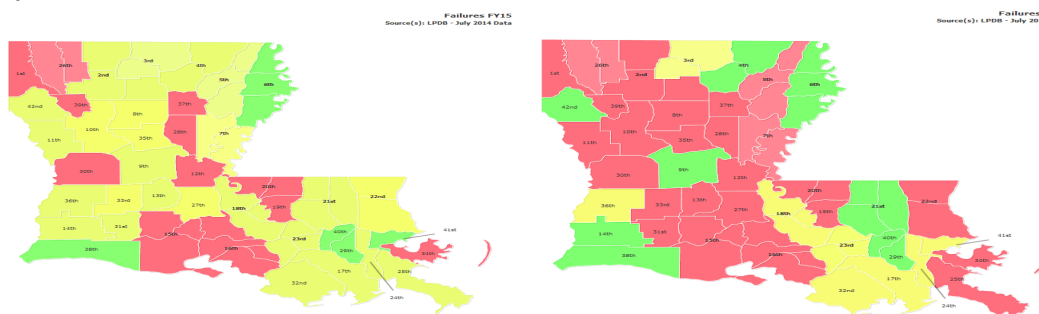 Failures FY15
Source(s): LPDB - July 2014 Data
1st
26th
2nd
3rd
4th
5th
6th
39th
37th
42nd
10th
8th
28th
7th
11th
35th
30th
9th
12th
36th
33rd
13th
27th
18th
20th
19th
21st
22nd
14th
31st
15th
16th
23rd
40th
29th
41st
34th
38th
32nd
17th
25th
24th
Failures
Source(s): LPDB - July 20
1st
26th
2nd
3rd
4th
5th
6th
42nd
39th
37th
8th
10th
28th
7th
11th
35th
30th
9th
12th
36th
33rd
13th
27th
18th
20th
19th
21st
22nd
14th
31st
15th
16th
23rd
40th
29th
41st
34th
38th
32nd
17th
25th
24th